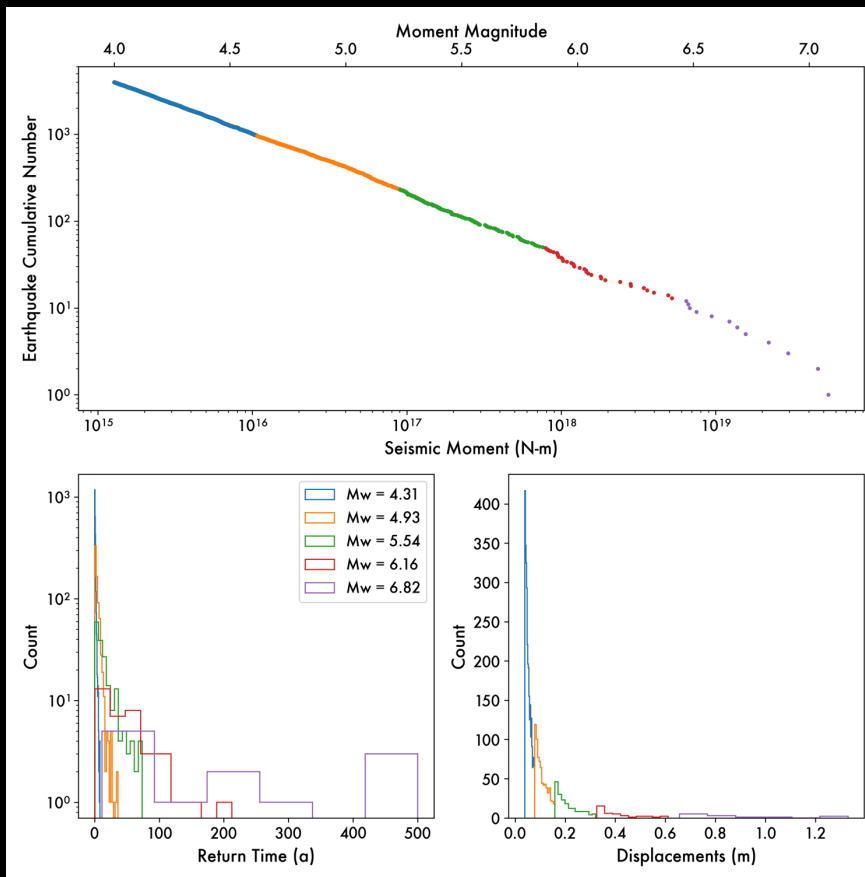 Moment Magnitude
4.0 4.5 5.0 5.5 6.0 6.5 7.0
Earthquake Cumulative Number
10³
10²
10¹
10⁰
10¹⁵ 10¹⁶ 10¹⁷ 10¹⁸ 10¹⁹
Seismic Moment (N-m)
Count
10³
10²
10¹
10⁰
Mw = 4.31
Mw = 4.93
Mw = 5.54
Mw = 6.16
Mw = 6.82
0 100 200 300 400 500
Return Time (a)
Count
400
350
300
250
200
150
100
50
0
0.0 0.2 0.4 0.6 0.8 1.0 1.2
Displacements (m)